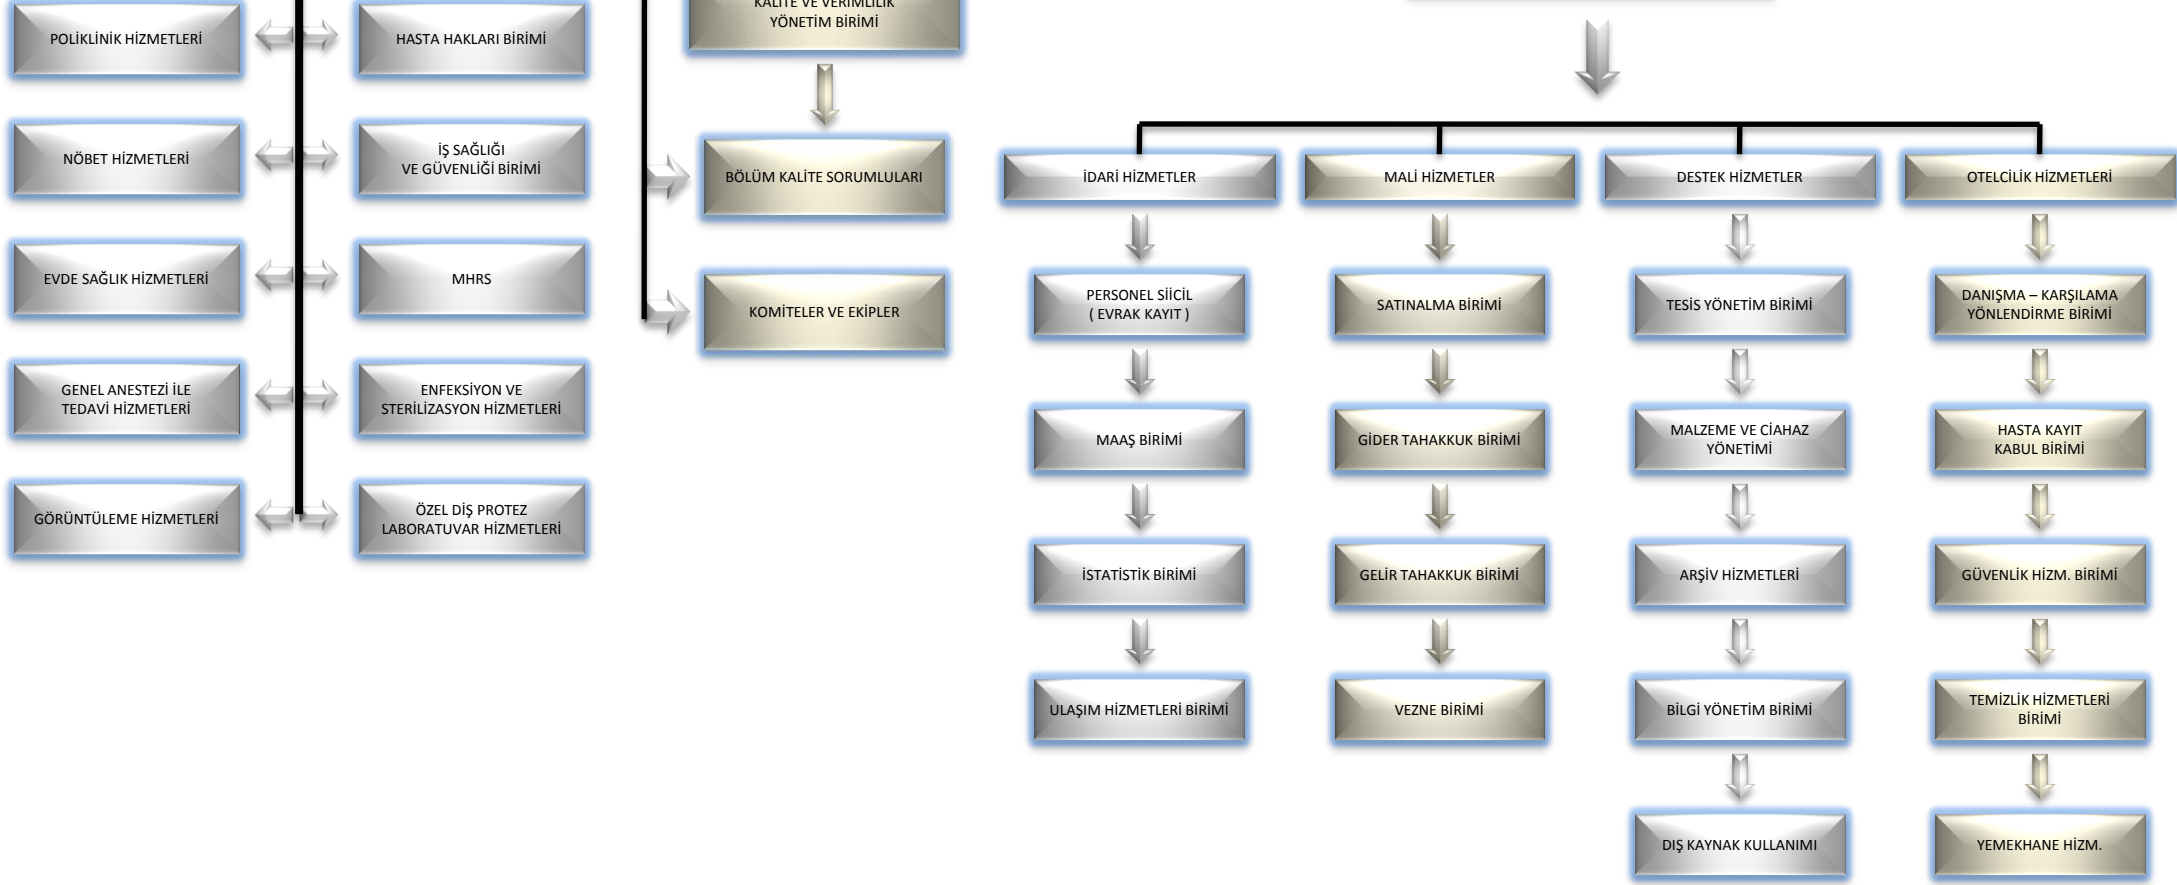 POLİKLİNİK HİZMETLERİ
NÖBET HİZMETLERİ
EVDE SAĞLIK HİZMETLERİ
GENEL ANESTEZİ İLE
TEDAVİ HİZMETLERİ
GÖRÜNTÜLEME HİZMETLERİ
HASTA HAKLARI BİRİMİ
İŞ SAĞLIĞI
VE GÜVENLİĞİ BİRİMİ
MHRS
ENFEKSİYON VE
STERİLİZASYON HİZMETLERİ
ÖZEL DİŞ PROTEZ
LABORATUVAR HİZMETLERİ
KALİTE VE VERİMLİLİK
YÖNETİM BİRİMİ
BÖLÜM KALİTE SORUMLULARI
KOMİTELER VE EKİPLER
İDARİ HİZMETLER
PERSONEL SİİCİL
( EVRAK KAYIT )
MAAŞ BİRİMİ
İSTATİSTİK BİRİMİ
ULAŞIM HİZMETLERİ BİRİMİ
MALİ HİZMETLER
SATINALMA BİRİMİ
GİDER TAHAKKUK BİRİMİ
GELİR TAHAKKUK BİRİMİ
VEZNE BİRİMİ
DESTEK HİZMETLER
TESİS YÖNETİM BİRİMİ
MALZEME VE CİAHAZ
YÖNETİMİ
ARŞİV HİZMETLERİ
BİLGİ YÖNETİM BİRİMİ
DIŞ KAYNAK KULLANIMI
OTELCİLİK HİZMETLERİ
DANIŞMA – KARŞILAMA
YÖNLENDİRME BİRİMİ
HASTA KAYIT
KABUL BİRİMİ
GÜVENLİK HİZM. BİRİMİ
TEMİZLİK HİZMETLERİ
BİRİMİ
YEMEKHANE HİZM.